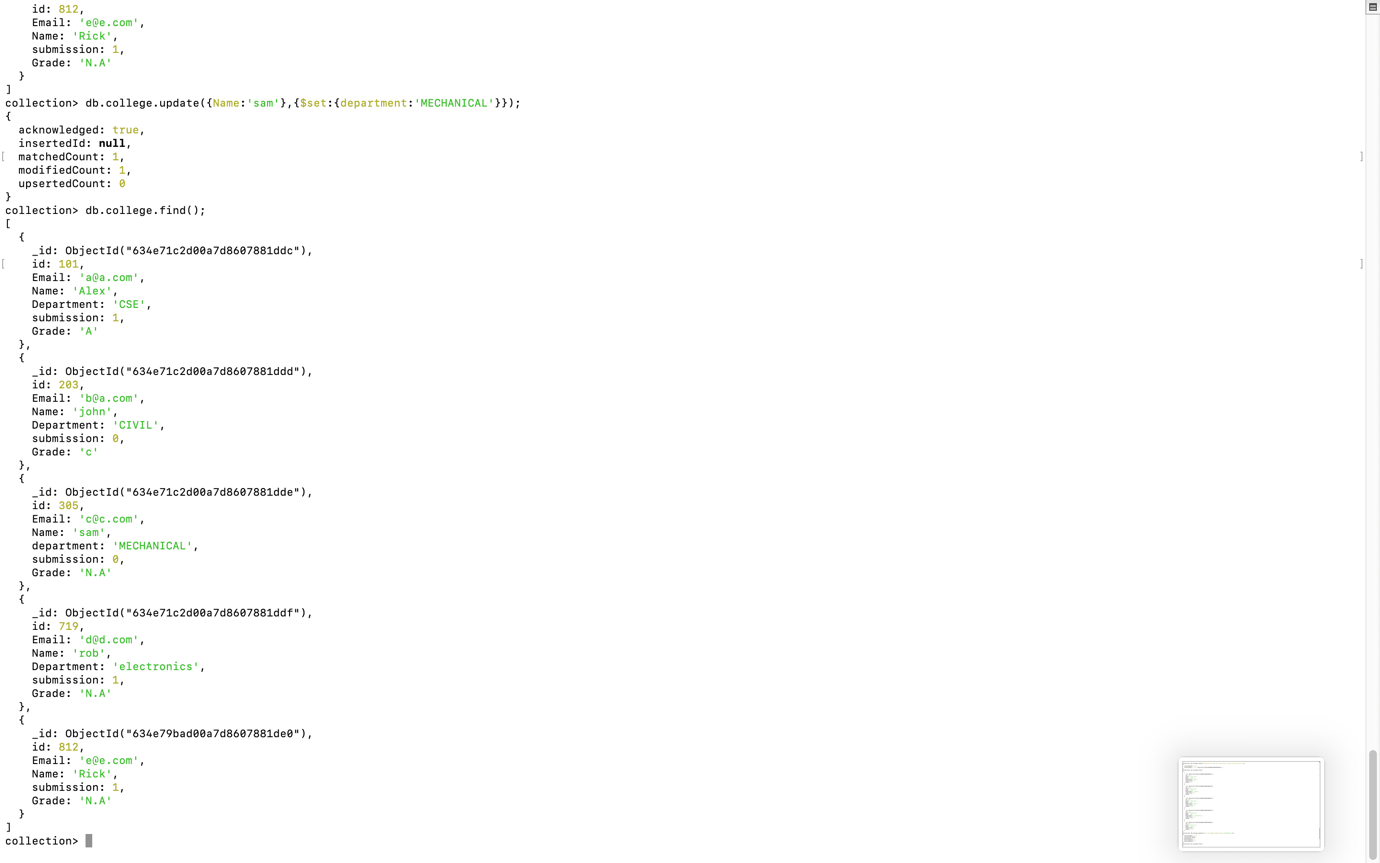 id: 812,
    Email: 'e@e.com',
    Name: 'Rick',
    submission: 1,
    Grade: 'N.A'
  }
]
collection> db.college.update({Name:'sam'},{$set:{department:'MECHANICAL'}});
{
  acknowledged: true,
  insertedId: null,
[ matchedCount: 1, ]
  modifiedCount: 1,
  upsertedCount: 0
}
collection> db.college.find();
[
  {
    _id: ObjectId("634e71c2d00a7d8607881ddc"),
[   id: 101, ]
    Email: 'a@a.com',
    Name: 'Alex',
    Department: 'CSE',
    submission: 1,
    Grade: 'A'
  },
  {
    _id: ObjectId("634e71c2d00a7d8607881ddd"),
    id: 203,
    Email: 'b@a.com',
    Name: 'john',
    Department: 'CIVIL',
    submission: 0,
    Grade: 'c'
  },
  {
    _id: ObjectId("634e71c2d00a7d8607881dde"),
    id: 305,
    Email: 'c@c.com',
    Name: 'sam',
    department: 'MECHANICAL',
    submission: 0,
    Grade: 'N.A'
  },
  {
    _id: ObjectId("634e71c2d00a7d8607881ddf"),
    id: 719,
    Email: 'd@d.com',
    Name: 'rob',
    Department: 'electronics',
    submission: 1,
    Grade: 'N.A'
  },
  {
    _id: ObjectId("634e79bad00a7d8607881de0"),
    id: 812,
    Email: 'e@e.com',
    Name: 'Rick',
    submission: 1,
    Grade: 'N.A'
  }
]
collection>